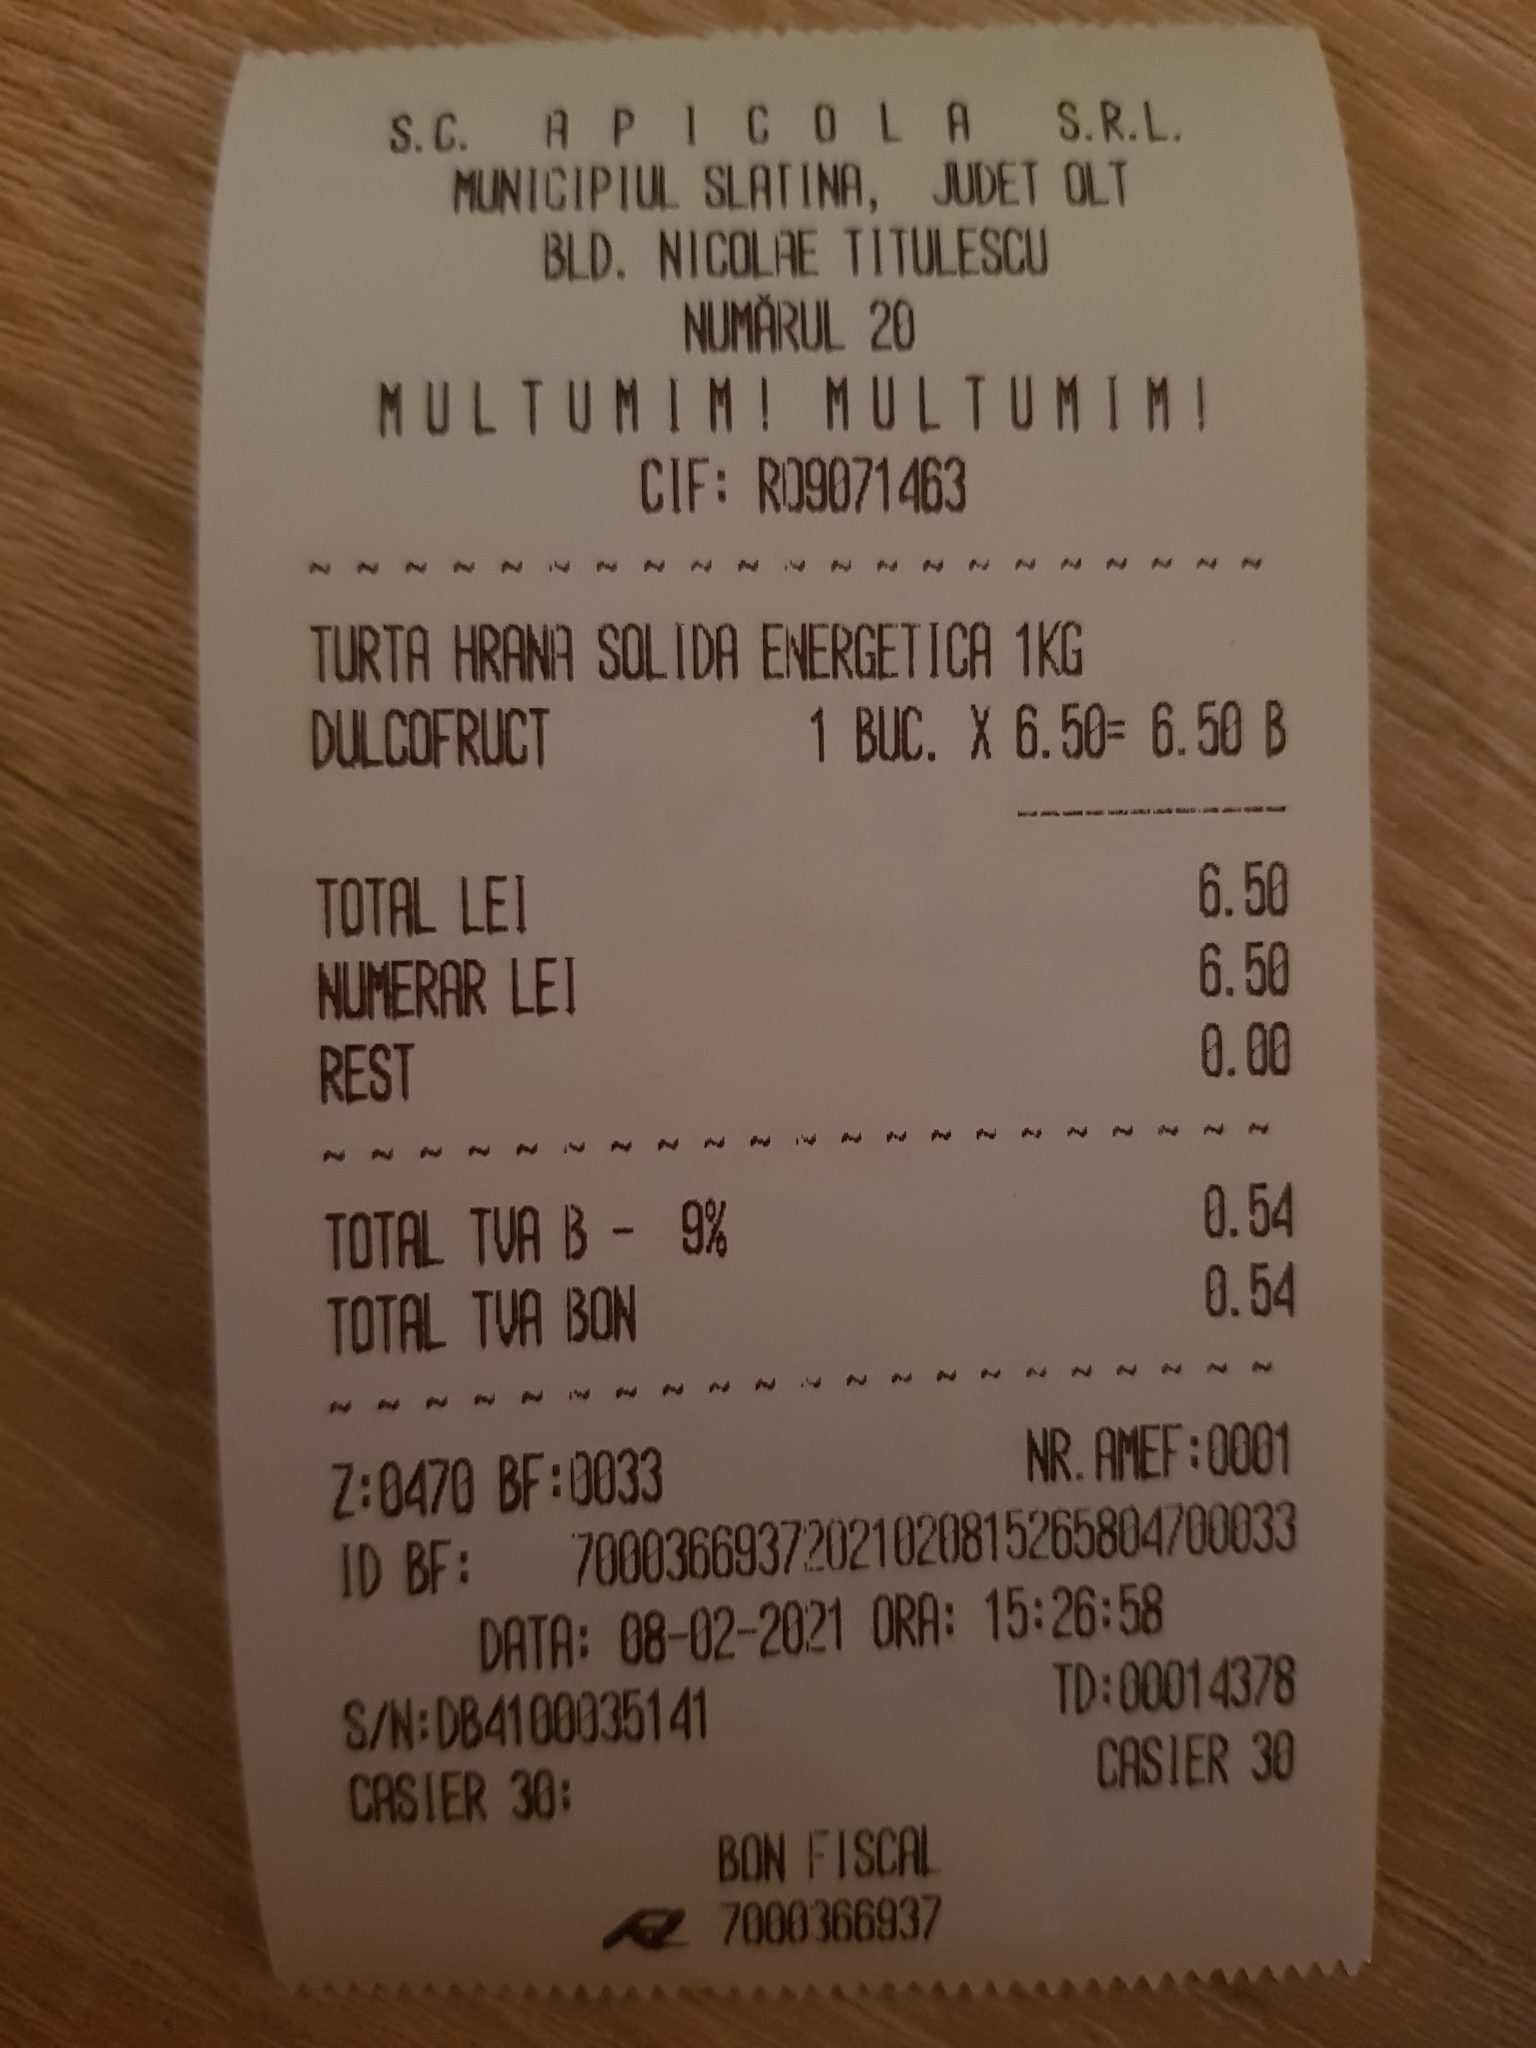 S.C. A P I C O L A S.R.L.
MUNICIPIUL SLATINA, JUDET OLT
BLD. NICOLAE TITULESCU
NUMĂRUL 20
M U L T U M I M ! M U L T U M I M !
CIF: RO9071463
~ ~ ~ ~ ~ ~ ~ ~ ~ ~ ~ ~ ~ ~ ~ ~ ~ ~ ~ ~ ~
TURTA HRANA SOLIDA ENERGETICA 1KG
DULCOFRUCT 1 BUC. X 6.50= 6.50 B
TOTAL LEI 6.50
NUMERAR LEI 6.50
REST 0.00
~ ~ ~ ~ ~ ~ ~ ~ ~ ~ ~ ~ ~ ~ ~ ~ ~ ~ ~ ~ ~
TOTAL TVA B - 9% 0.54
TOTAL TVA BON 0.54
~ ~ ~ ~ ~ ~ ~ ~ ~ ~ ~ ~ ~ ~ ~ ~ ~ ~ ~ ~ ~
Z:0470 BF:0033 NR.AMEF:0001
ID BF: 7000366937202102081526580470​0033
DATA: 08-02-2021 ORA: 15:26:58
S/N:DB4100035141 TD:00014378
CASIER 30: CASIER 30
BON FISCAL
7000366937